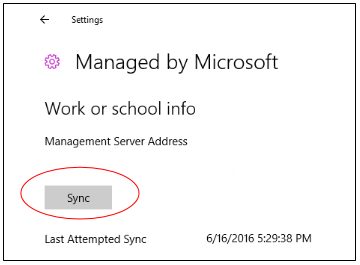 Settings
Managed by Microsoft
Work or school info
Management Server Address
Sync
Last Attempted Sync 6/16/2016 5:29:38 PM